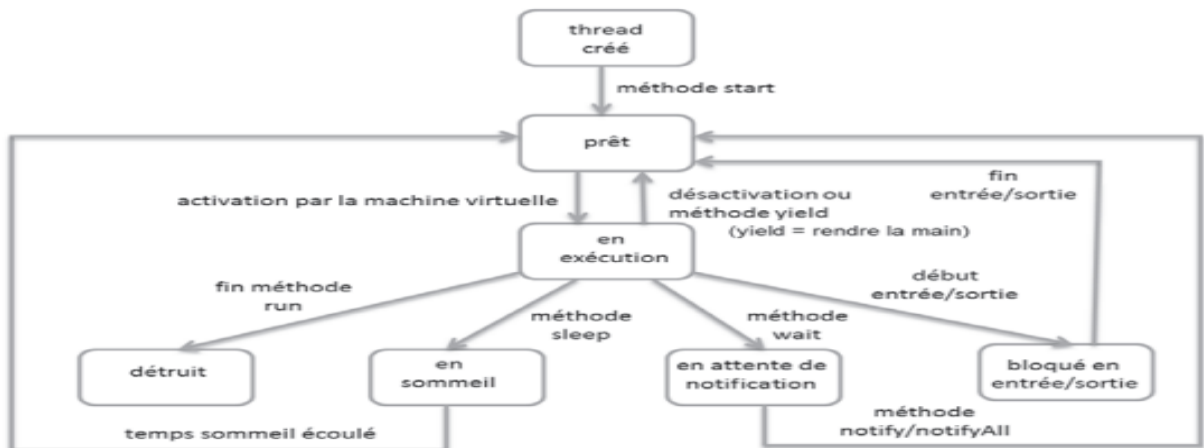 thread
créé
méthode start
prêt
activation par la machine virtuelle
désactivation ou
méthode yield
(yield = rendre la main)
fin
entrée/sortie
en
exécution
fin méthode
run
méthode
sleep
méthode
wait
début
entrée/sortie
détruit
en
sommeil
en attente de
notification
bloqué en
entrée/sortie
temps sommeil écoulé
méthode
notify/notifyAll